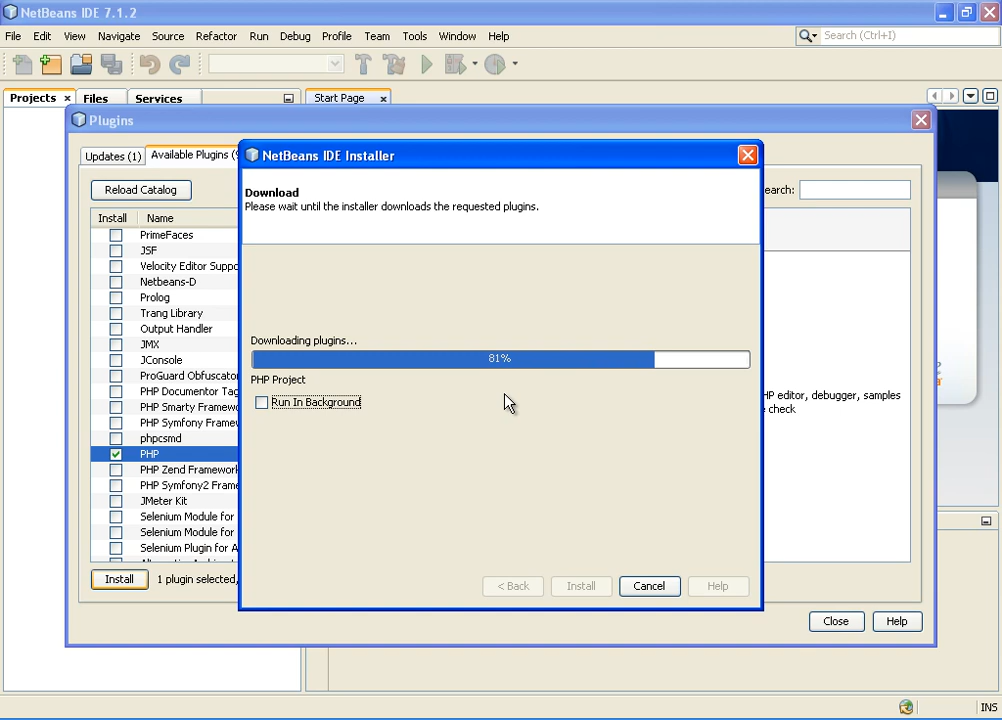 NetBeans IDE 7.1.2
File Edit View Navigate Source Refactor Run Debug Profile Team Tools Window Help
Search (Ctrl+I)
Projects Files Services Start Page
Plugins
Updates (1) Available Plugins
NetBeans IDE Installer
Reload Catalog
Download
Please wait until the installer downloads the requested plugins.
earch:
Install Name
PrimeFaces
JSF
Velocity Editor Suppo
Netbeans-D
Prolog
Trang Library
Output Handler
JMX
JConsole
ProGuard Obfuscator
PHP Documentor Tag
PHP Smarty Framew
PHP Symfony Frame
phpcsmd
PHP
PHP Zend Framework
PHP Symfony2 Frame
JMeter Kit
Selenium Module for
Selenium Module for
Selenium Plugin for A
Downloading plugins...
81%
PHP Project
Run In Background
HP editor, debugger, samples
e check
Install 1 plugin selected,
< Back Install Cancel Help
Close Help
INS